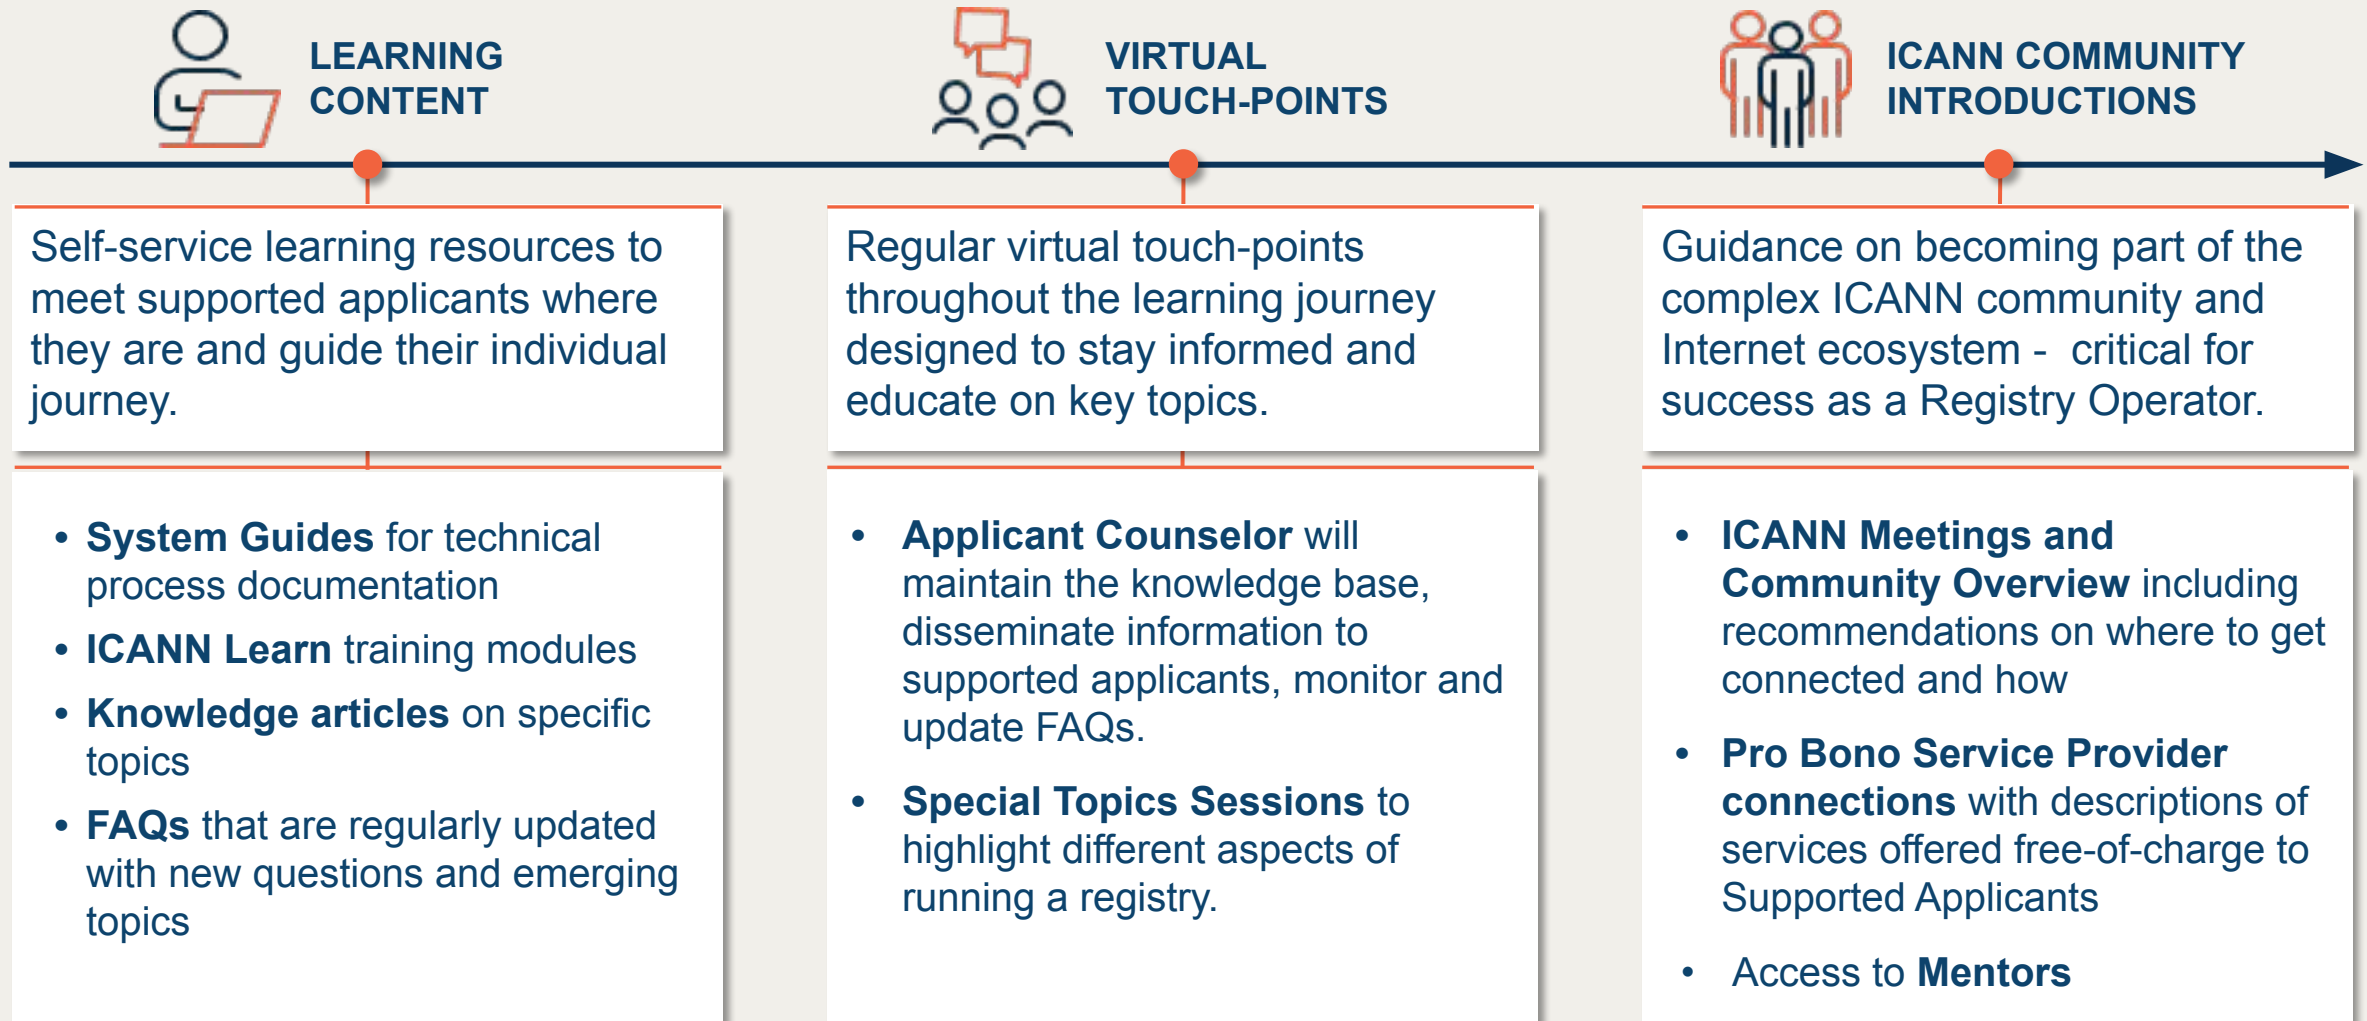 LEARNING
CONTENT
Self-service learning resources to
meet supported applicants where
they are and guide their individual
journey.
• System Guides for technical
process documentation
• ICANN Learn training modules
• Knowledge articles on specific
topics
• FAQs that are regularly updated
with new questions and emerging
topics
VIRTUAL
TOUCH-POINTS
Regular virtual touch-points
throughout the learning journey
designed to stay informed and
educate on key topics.
• Applicant Counselor will
maintain the knowledge base,
disseminate information to
supported applicants, monitor and
update FAQs.
• Special Topics Sessions to
highlight different aspects of
running a registry.
ICANN COMMUNITY
INTRODUCTIONS
Guidance on becoming part of the
complex ICANN community and
Internet ecosystem - critical for
success as a Registry Operator.
• ICANN Meetings and
Community Overview including
recommendations on where to get
connected and how
• Pro Bono Service Provider
connections with descriptions of
services offered free-of-charge to
Supported Applicants
• Access to Mentors